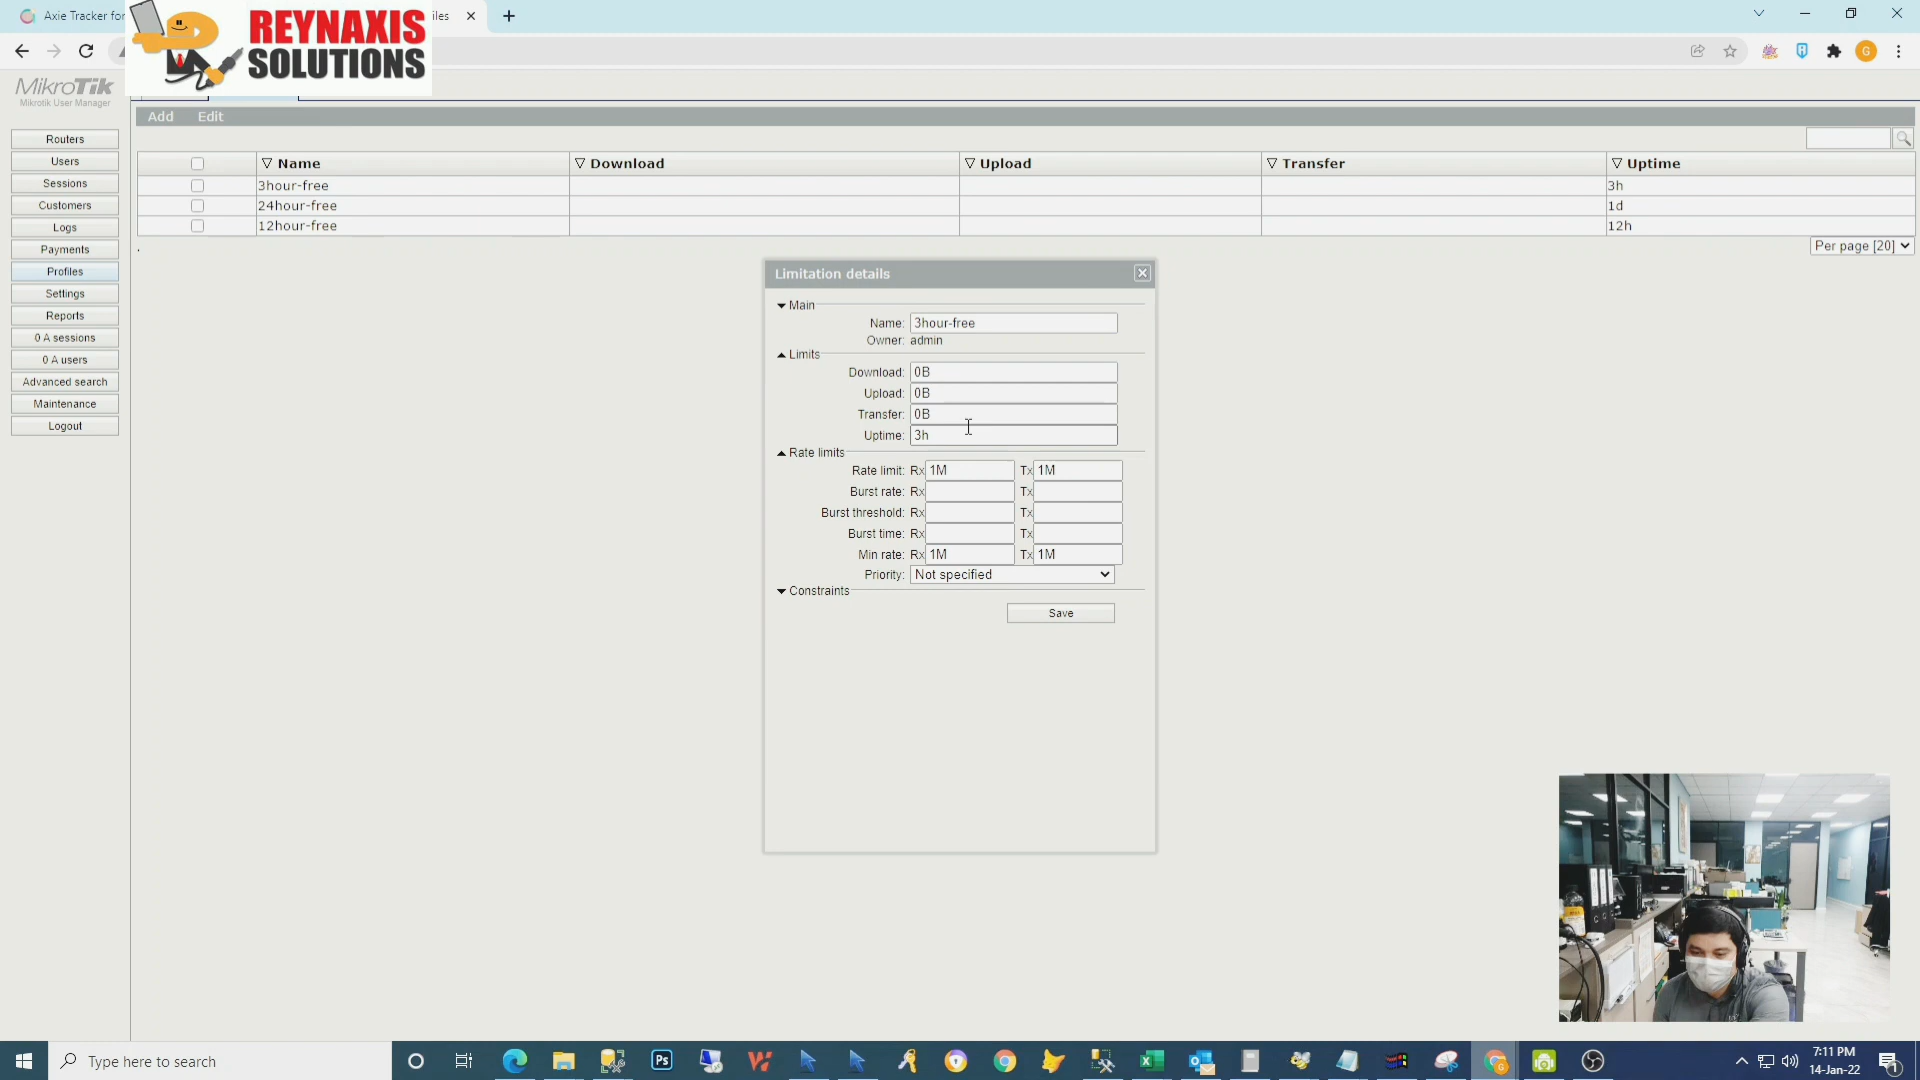 Axie Tracker for
iles
REYNAXIS
SOLUTIONS
G
MikroTik
Mikrotik User Manager
Routers
Users
Sessions
Customers
Logs
Payments
Profiles
Settings
Reports
0 A sessions
0 A users
Advanced search
Maintenance
Logout
Add Edit
Name Download Upload Transfer Uptime
3hour-free 3h
24hour-free 1d
12hour-free 12h
Per page [20]
Limitation details
Main
Name: 3hour-free
Owner: admin
Limits
Download: 0B
Upload: 0B
Transfer: 0B
Uptime: 3h
Rate limits
Rate limit: Rx 1M Tx 1M
Burst rate: Rx Tx
Burst threshold: Rx Tx
Burst time: Rx Tx
Min rate: Rx 1M Tx 1M
Priority: Not specified
Constraints
Save
Type here to search
Ps
7:11 PM
14-Jan-22
1